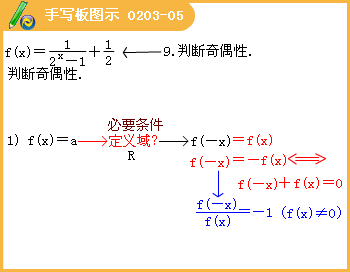 手写板图示 0203-05
f(x)=1/(2^x-1)+1/2 ← 9.判断奇偶性.
判断奇偶性.
必要条件
1) f(x)=a → 定义域? → f(-x)=f(x)
R
f(-x)=-f(x) ⇔
f(-x)+f(x)=0
f(-x)/f(x)=-1 (f(x)≠0)